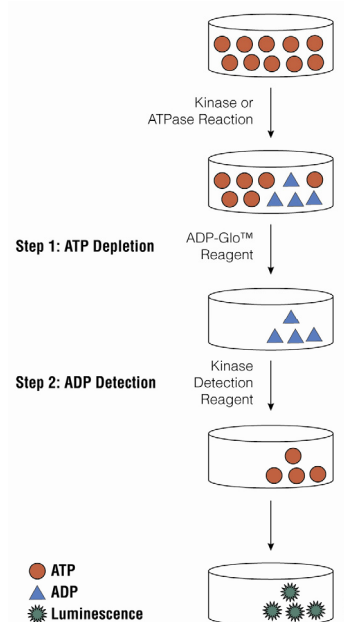 Kinase or
ATPase Reaction
Step 1: ATP Depletion
ADP-Glo™
Reagent
Step 2: ADP Detection
Kinase
Detection
Reagent
ATP
ADP
Luminescence